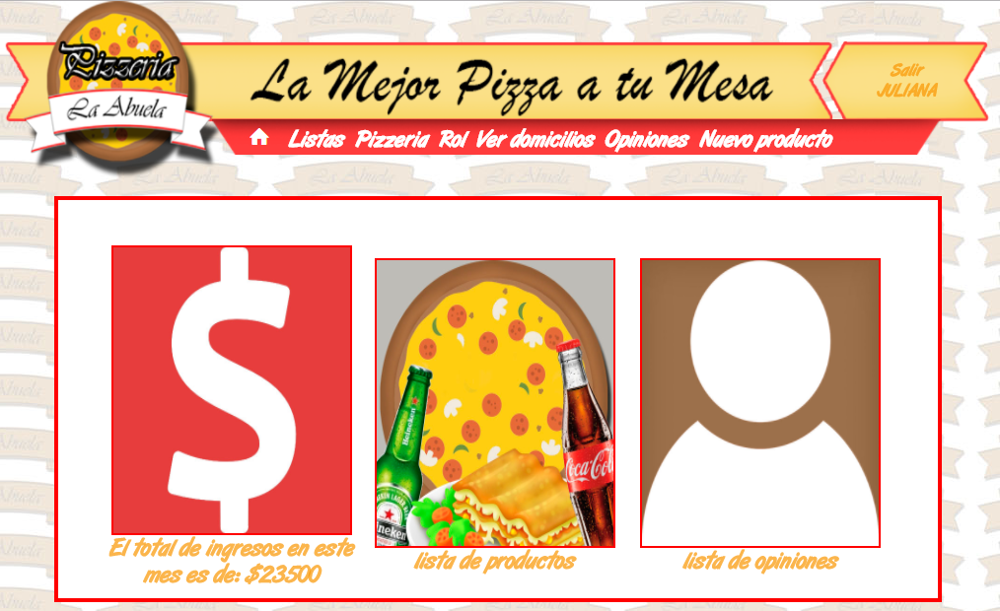 Pizzeria
La Abuela
La Mejor Pizza a tu Mesa
Salir
JULIANA
Listas Pizzeria Rol Ver domicilios Opiniones Nuevo producto
$
Heineken
Coca-Cola
El total de ingresos en este
mes es de: $23500
lista de productos
lista de opiniones